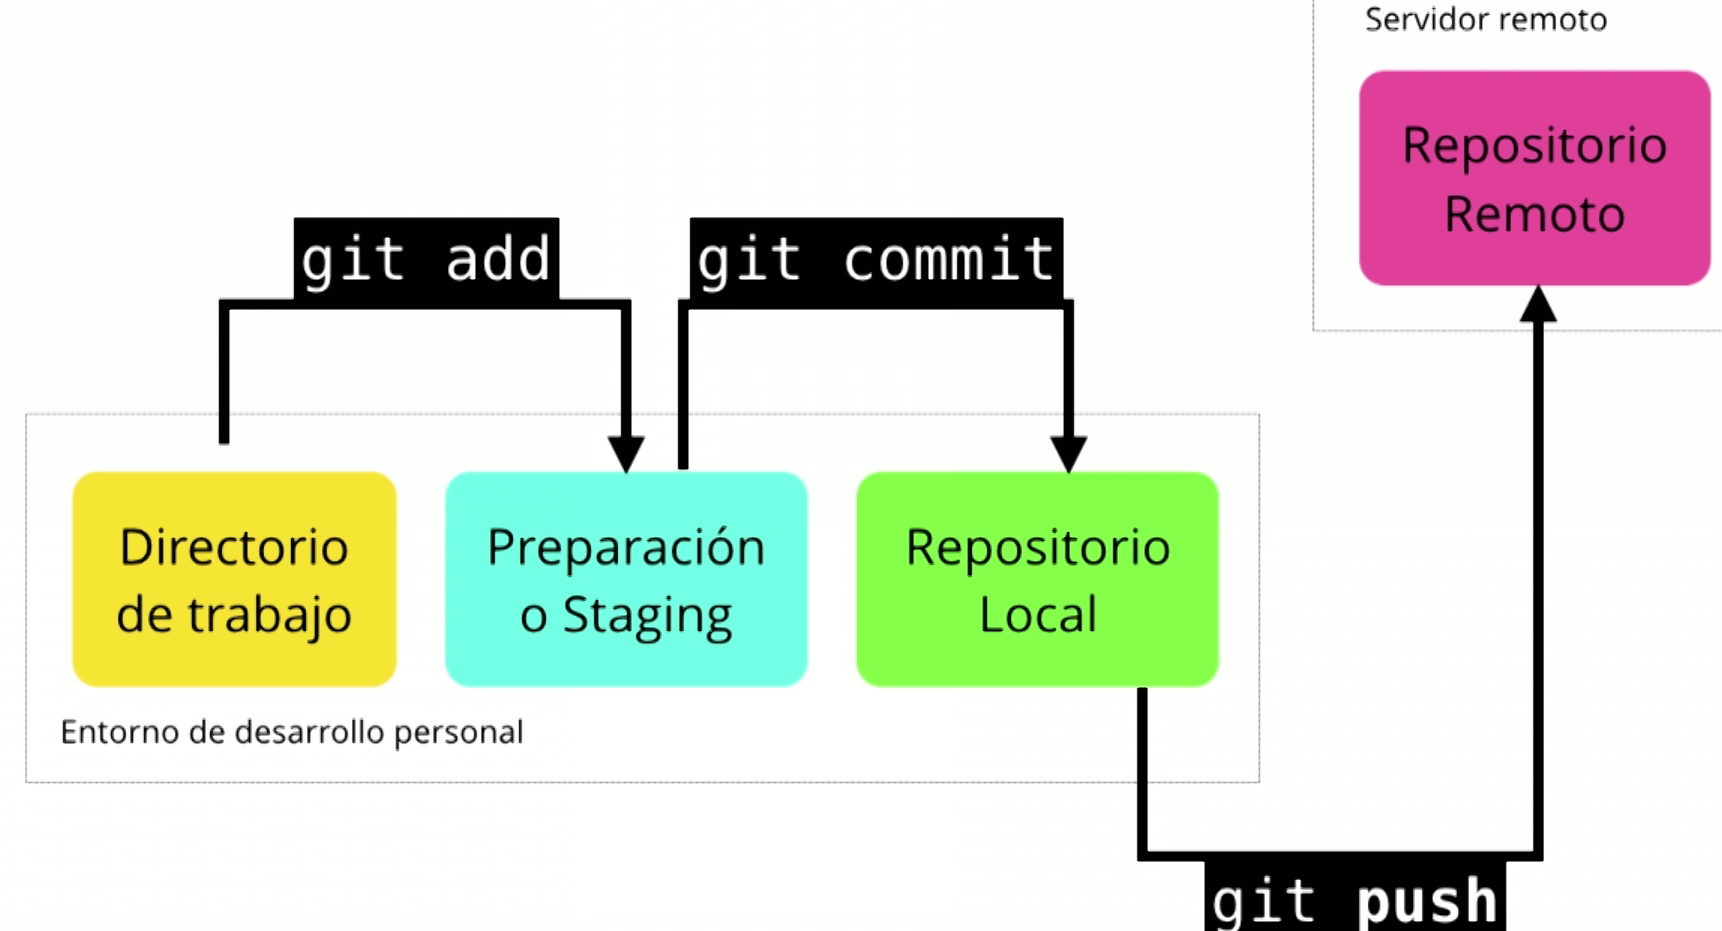 Servidor remoto
Repositorio
Remoto
git add
git commit
Directorio
de trabajo
Preparación
o Staging
Repositorio
Local
Entorno de desarrollo personal
git push